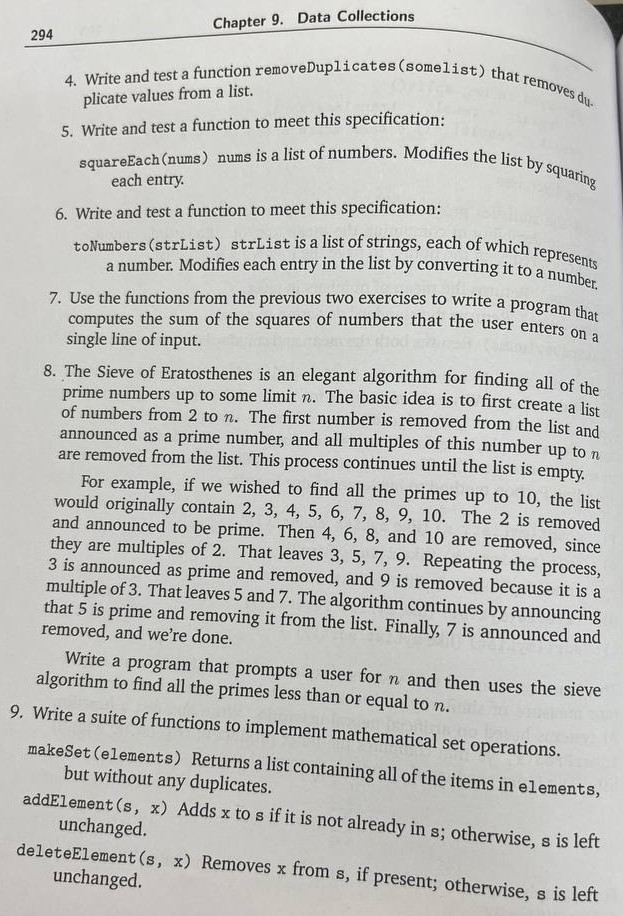 294
Chapter 9. Data Collections
4. Write and test a function removeDuplicates(somelist) that removes du-
plicate values from a list.
5. Write and test a function to meet this specification:
squareEach(nums) nums is a list of numbers. Modifies the list by squaring
each entry.
6. Write and test a function to meet this specification:
toNumbers(strList) strList is a list of strings, each of which represents
a number. Modifies each entry in the list by converting it to a number.
7. Use the functions from the previous two exercises to write a program that
computes the sum of the squares of numbers that the user enters on a
single line of input.
8. The Sieve of Eratosthenes is an elegant algorithm for finding all of the
prime numbers up to some limit n. The basic idea is to first create a list
of numbers from 2 to n. The first number is removed from the list and
announced as a prime number, and all multiples of this number up to n
are removed from the list. This process continues until the list is empty.
For example, if we wished to find all the primes up to 10, the list
would originally contain 2, 3, 4, 5, 6, 7, 8, 9, 10. The 2 is removed
and announced to be prime. Then 4, 6, 8, and 10 are removed, since
they are multiples of 2. That leaves 3, 5, 7, 9. Repeating the process,
3 is announced as prime and removed, and 9 is removed because it is a
multiple of 3. That leaves 5 and 7. The algorithm continues by announcing
that 5 is prime and removing it from the list. Finally, 7 is announced and
removed, and we're done.
Write a program that prompts a user for n and then uses the sieve
algorithm to find all the primes less than or equal to n.
9. Write a suite of functions to implement mathematical set operations.
makeSet(elements) Returns a list containing all of the items in elements,
but without any duplicates.
addElement(s, x) Adds x to s if it is not already in s; otherwise, s is left
unchanged.
deleteElement(s, x) Removes x from s, if present; otherwise, s is left
unchanged.